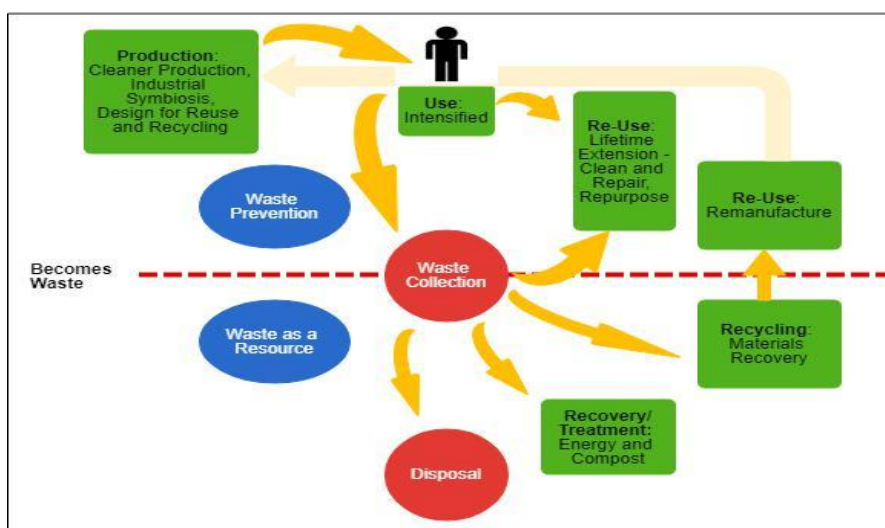 Production:
Cleaner Production,
Industrial
Symbiosis,
Design for Reuse
and Recycling
Use:
Intensified
Re-Use:
Lifetime
Extension -
Clean and
Repair,
Repurpose
Re-Use:
Remanufacture
Waste
Prevention
Becomes
Waste
Waste
Collection
Waste as a
Resource
Recycling:
Materials
Recovery
Recovery/
Treatment:
Energy and
Compost
Disposal